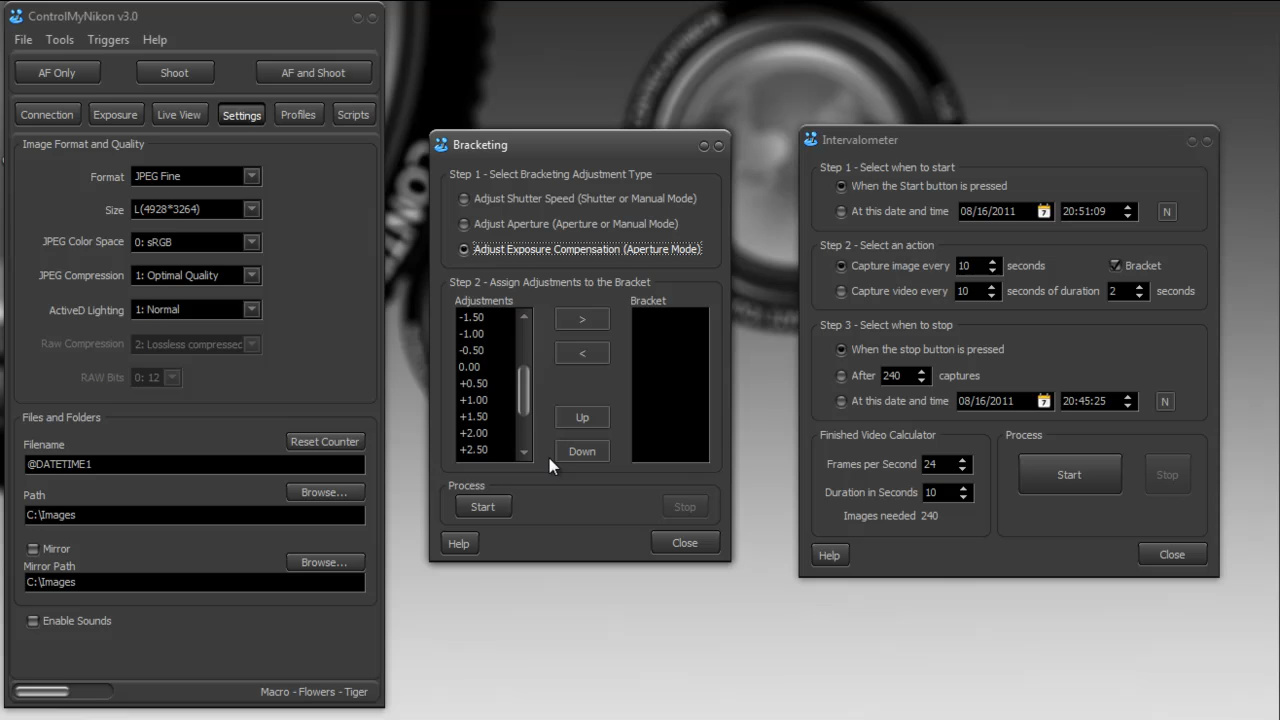 ControlMyNikon v3.0
File Tools Triggers Help
AF Only Shoot AF and Shoot
Connection Exposure Live View Settings Profiles Scripts
Image Format and Quality
Format JPEG Fine
Size L(4928*3264)
JPEG Color Space 0: sRGB
JPEG Compression 1: Optimal Quality
ActiveD Lighting 1: Normal
Raw Compression 2: Lossless compressec
RAW Bits 0: 12
Files and Folders
Filename Reset Counter
@DATETIME1
Path Browse...
C:\Images
Mirror
Mirror Path Browse...
C:\Images
Enable Sounds
Macro - Flowers - Tiger
Bracketing
Step 1 - Select Bracketing Adjustment Type
Adjust Shutter Speed (Shutter or Manual Mode)
Adjust Aperture (Aperture or Manual Mode)
Adjust Exposure Compensation (Aperture Mode)
Step 2 - Assign Adjustments to the Bracket
Adjustments Bracket
-1.50
-1.00
-0.50
0.00
+0.50
+1.00
+1.50
+2.00
+2.50
>
<
Up
Down
Process
Start Stop
Help Close
Intervalometer
Step 1 - Select when to start
When the Start button is pressed
At this date and time 08/16/2011 7 20:51:09 N
Step 2 - Select an action
Capture image every 10 seconds Bracket
Capture video every 10 seconds of duration 2 seconds
Step 3 - Select when to stop
When the stop button is pressed
After 240 captures
At this date and time 08/16/2011 7 20:45:25 N
Finished Video Calculator
Frames per Second 24
Duration in Seconds 10
Images needed 240
Process
Start Stop
Help Close